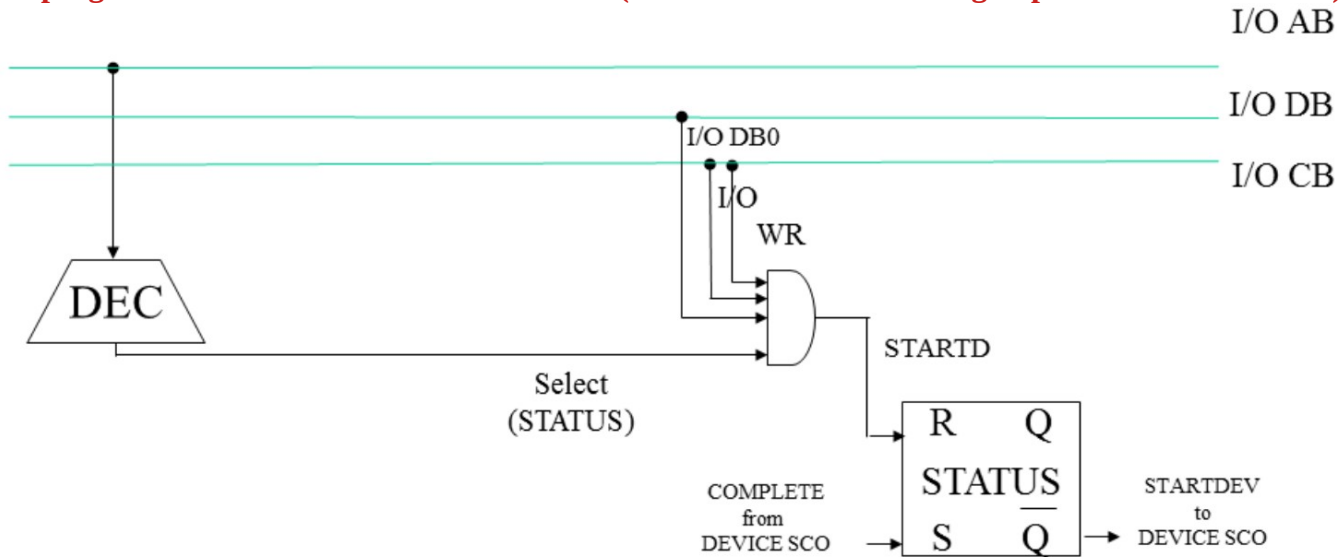 I/O AB
I/O DB
I/O DB0
I/O CB
I/O
WR
DEC
STARTD
Select
(STATUS)
R Q
STATUS
S Q
COMPLETE
from
DEVICE SCO
STARTDEV
to
DEVICE SCO